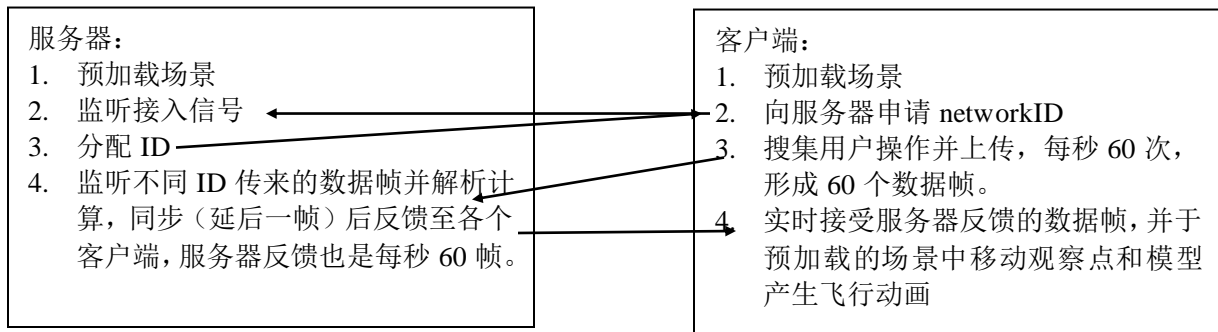 服务器：
1. 预加载场景
2. 监听接入信号
3. 分配 ID
4. 监听不同 ID 传来的数据帧并解析计
算，同步（延后一帧）后反馈至各个
客户端，服务器反馈也是每秒 60 帧。
客户端：
1. 预加载场景
2. 向服务器申请 networkID
3. 搜集用户操作并上传，每秒 60 次，
形成 60 个数据帧。
4. 实时接受服务器反馈的数据帧，并于
预加载的场景中移动观察点和模型
产生飞行动画